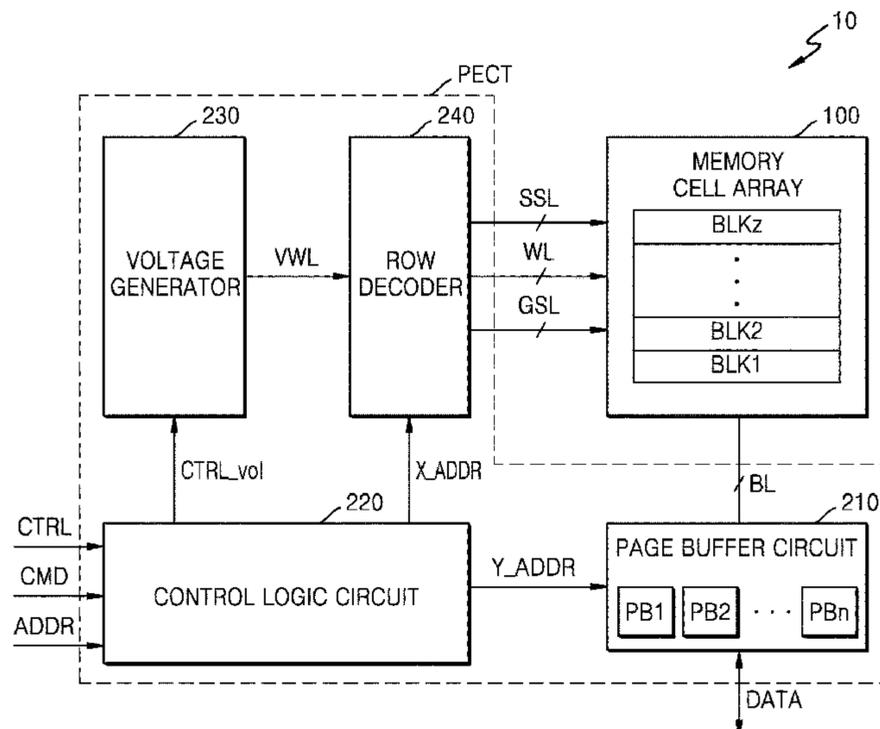 10
PECT
230
240
100
VOLTAGE
GENERATOR
VWL
ROW
DECODER
SSL
WL
GSL
MEMORY
CELL ARRAY
BLKz
BLK2
BLK1
CTRL_vol
X_ADDR
BL
220
210
CTRL
CMD
ADDR
CONTROL LOGIC CIRCUIT
Y_ADDR
PAGE BUFFER CIRCUIT
PB1 PB2 · · · PBn
DATA